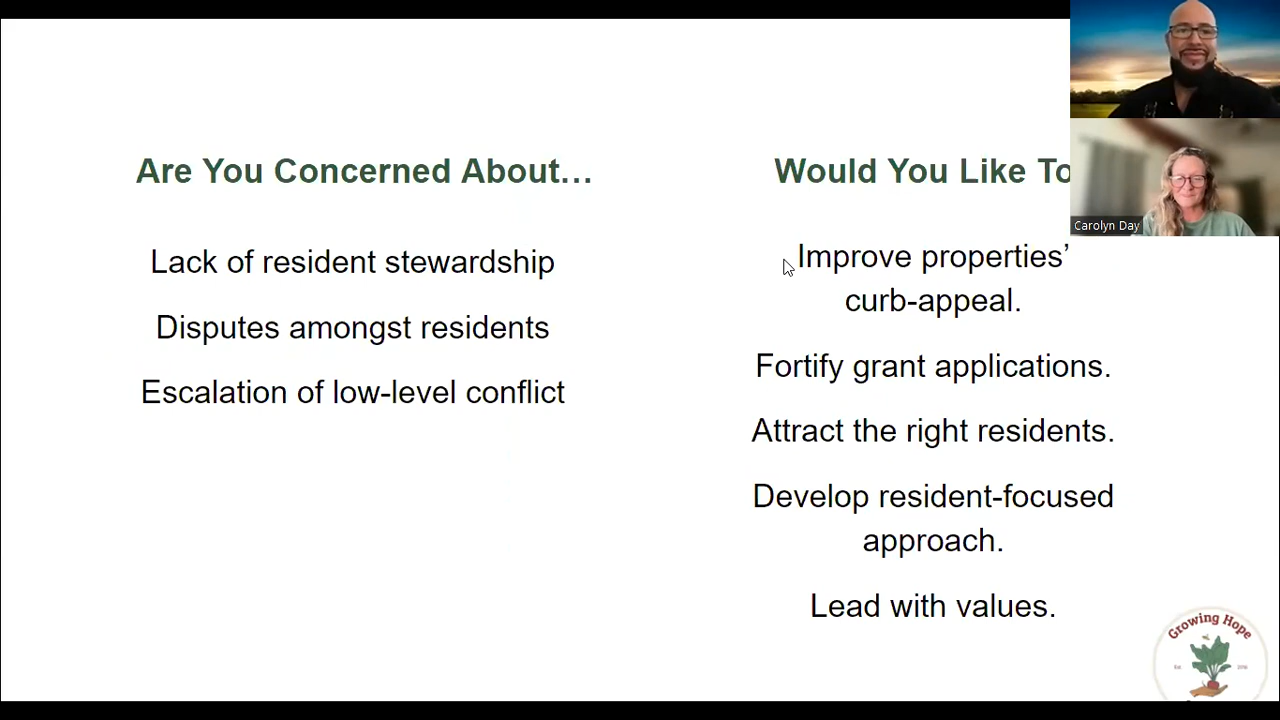 Are You Concerned About…
Lack of resident stewardship
Disputes amongst residents
Escalation of low-level conflict
Would You Like To
Improve properties’
curb-appeal.
Fortify grant applications.
Attract the right residents.
Develop resident-focused
approach.
Lead with values.
Carolyn Day
Growing Hope